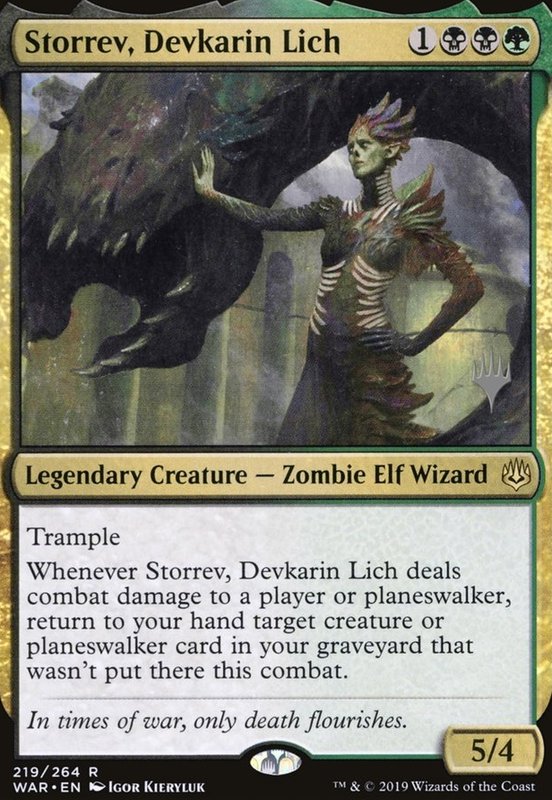 Storrev, Devkarin Lich 1
Legendary Creature — Zombie Elf Wizard
Trample
Whenever Storrev, Devkarin Lich deals
combat damage to a player or planeswalker,
return to your hand target creature or
planeswalker card in your graveyard that
wasn't put there this combat.
In times of war, only death flourishes.
5/4
219/264 R
WAR • EN Igor Kieryluk
™ & © 2019 Wizards of the Coast